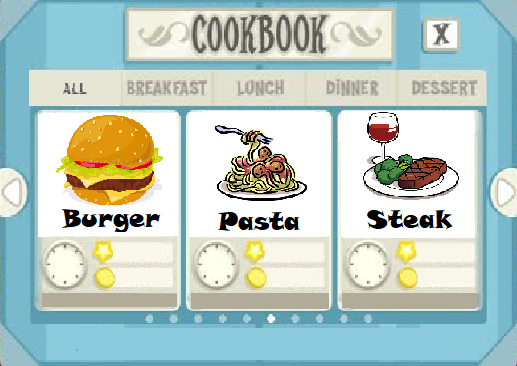 COOKBOOK
X
ALL BREAKFAST LUNCH DINNER DESSERT
Burger Pasta Steak